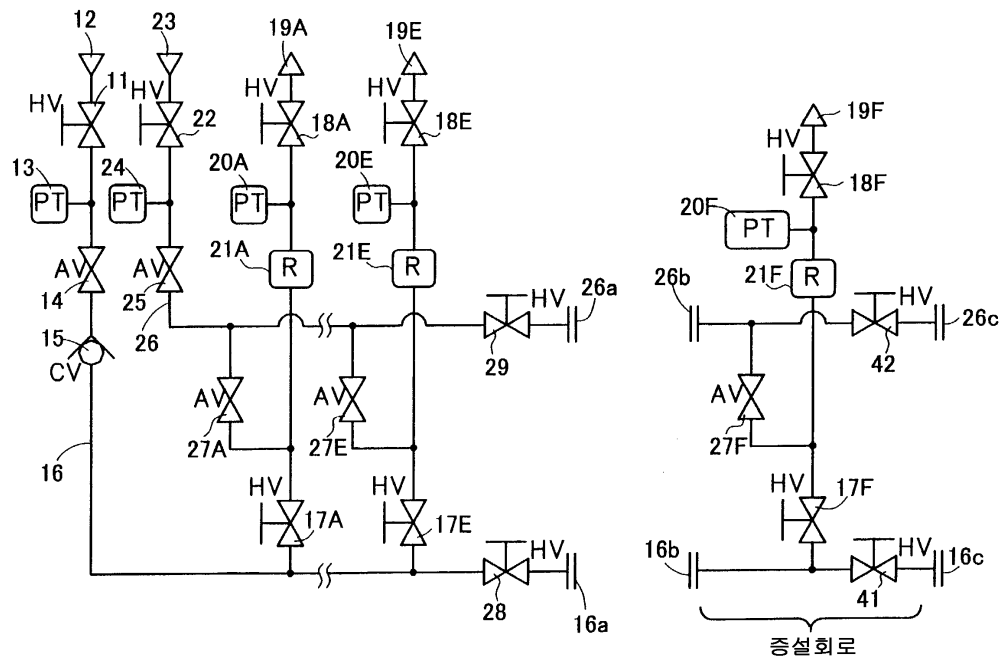 12 23 19A 19E
HV 11 HV HV HV
22 18A 18E 19F
HV
13 24 20A 20E 18F
PT PT PT PT 20F
PT
21A R 21E R 21F R
AV AV 26a 26b HV
14 25 HV 26c
15 26 29 42
CV AV AV AV
27A 27E 27F
16 HV HV HV 17F
17A 17E
HV 16b HV 16c
28 16a 41
증설회로